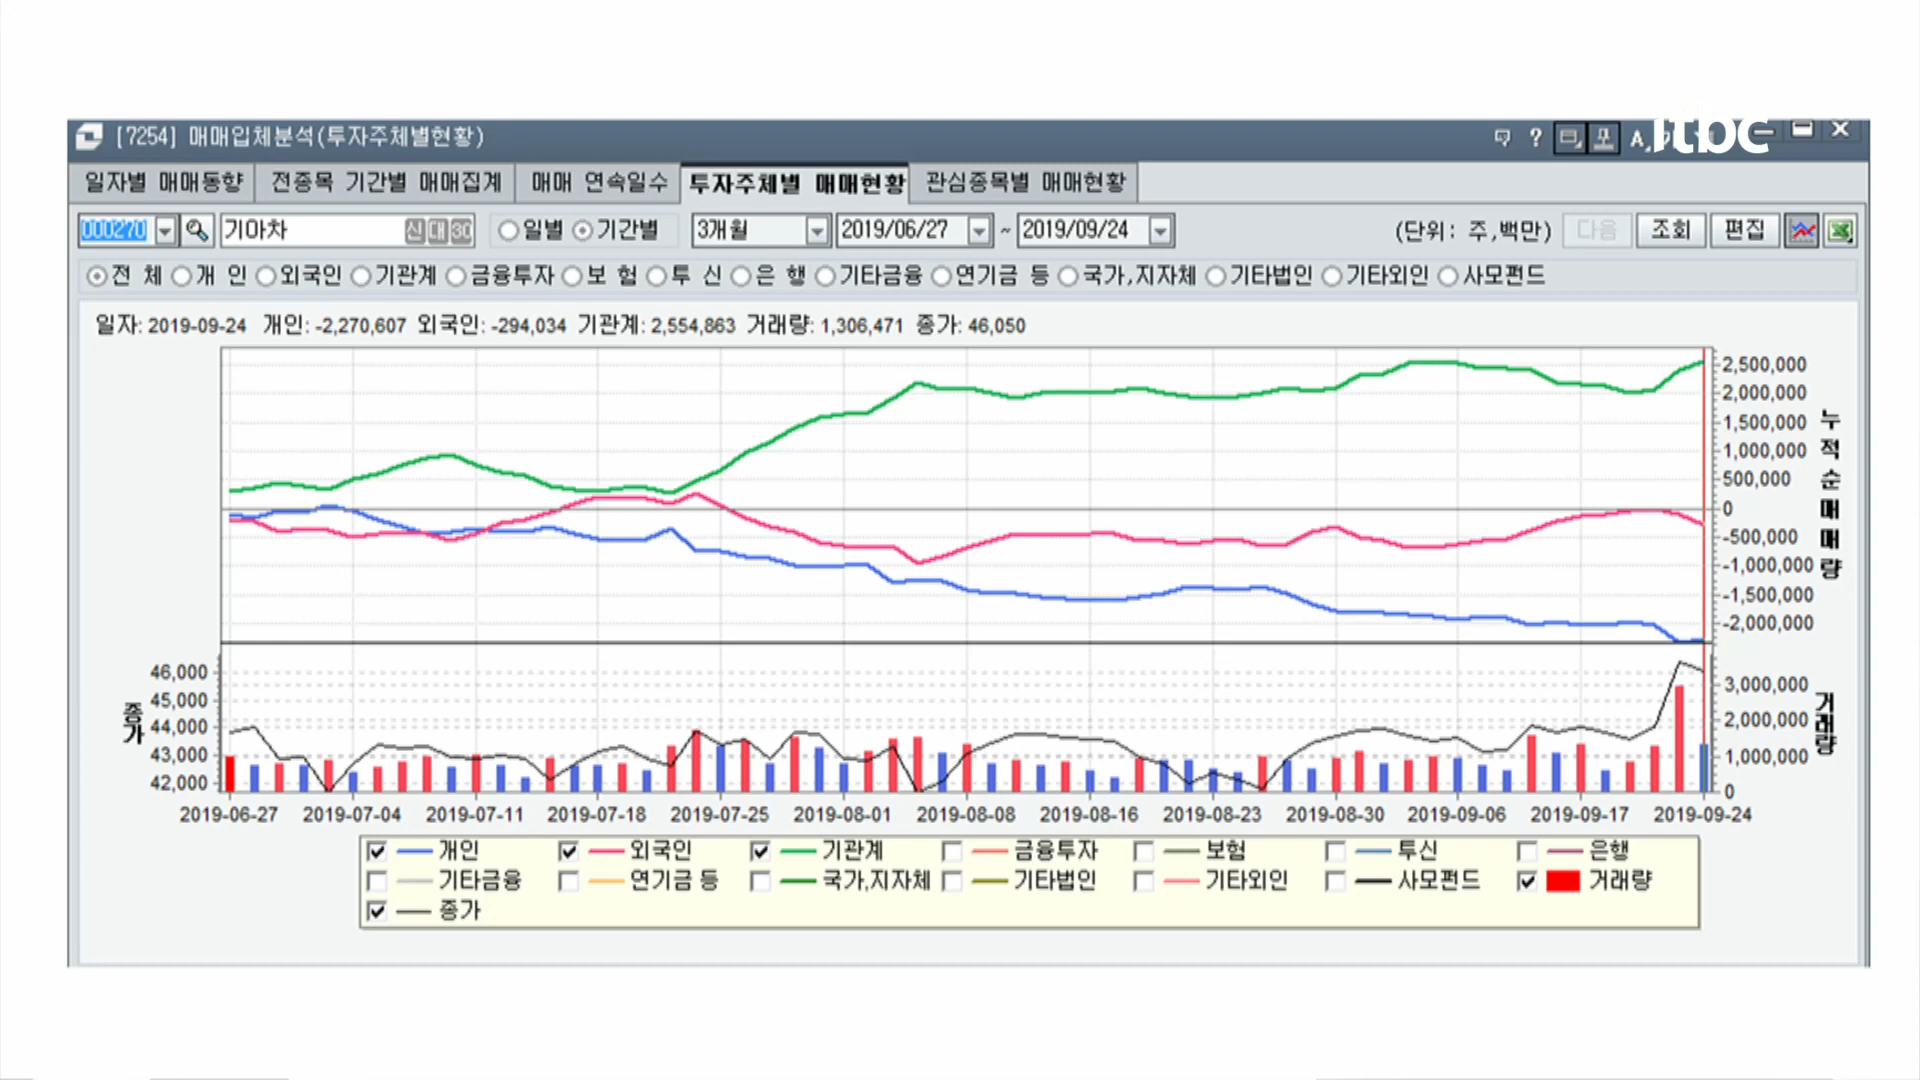 [7254] 매매입체분석(투자주체별현황)
itbc
일자별 매매동향 전종목 기간별 매매집계 매매 연속일수 투자주체별 매매현황 관심종목별 매매현황
000270 기아차 신 대 30 일별 기간별 3개월 2019/06/27 ~ 2019/09/24 (단위: 주,백만) 다음 조회 편집
전 체 개 인 외국인 기관계 금융투자 보 험 투 신 은 행 기타금융 연기금 등 국가,지자체 기타법인 기타외인 사모펀드
일자: 2019-09-24 개인: -2,270,607 외국인: -294,034 기관계: 2,554,863 거래량: 1,306,471 종가: 46,050
2,500,000
2,000,000
1,500,000
1,000,000
500,000
0
-500,000
-1,000,000
-1,500,000
-2,000,000
누적순매매량
46,000
45,000
44,000
43,000
42,000
종가
3,000,000
2,000,000
1,000,000
0
거래량
2019-06-27 2019-07-04 2019-07-11 2019-07-18 2019-07-25 2019-08-01 2019-08-08 2019-08-16 2019-08-23 2019-08-30 2019-09-06 2019-09-17 2019-09-24
개인 외국인 기관계 금융투자 보험 투신 은행
기타금융 연기금 등 국가,지자체 기타법인 기타외인 사모펀드 거래량
종가